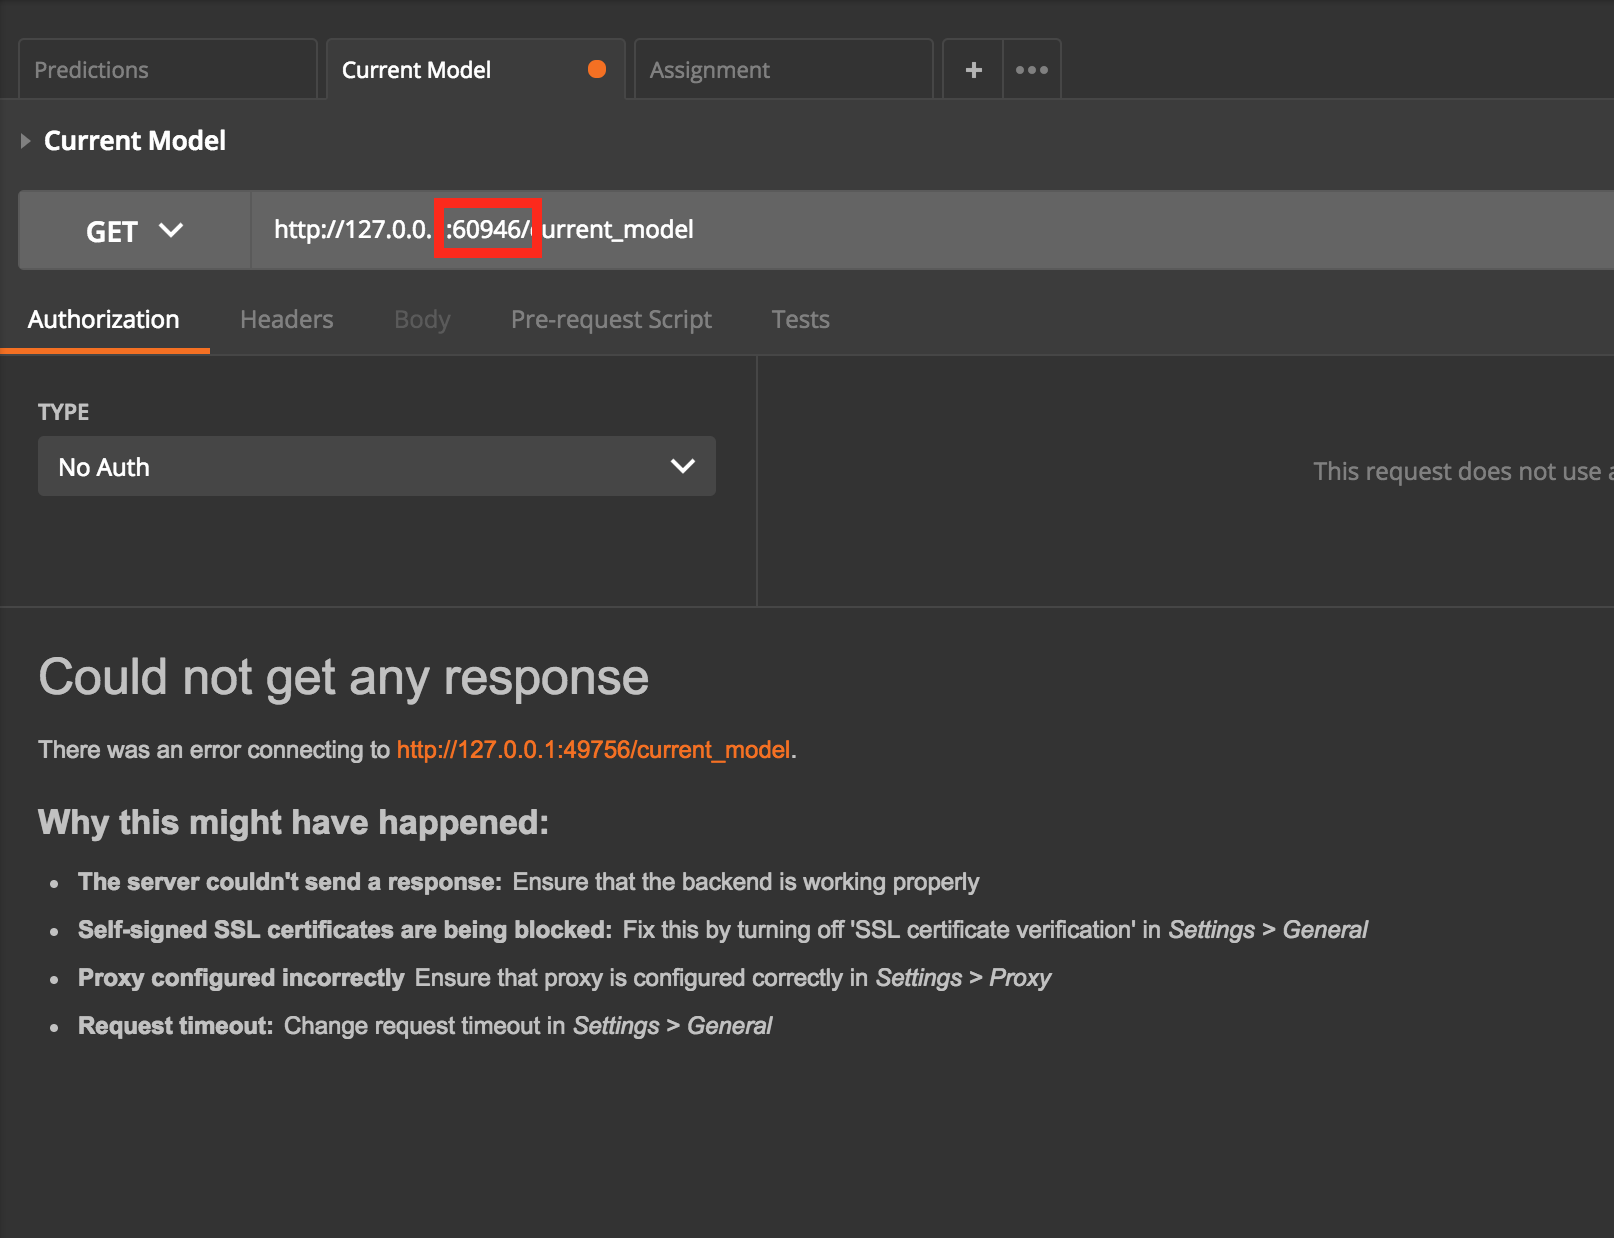 Predictions
Current Model
Assignment
+
Current Model
GET
http://127.0.0. :60946/ urrent_model
Authorization
Headers
Body
Pre-request Script
Tests
TYPE
No Auth
This request does not use a
Could not get any response
There was an error connecting to http://127.0.0.1:49756/current_model.
Why this might have happened:
• The server couldn't send a response: Ensure that the backend is working properly
• Self-signed SSL certificates are being blocked: Fix this by turning off 'SSL certificate verification' in Settings > General
• Proxy configured incorrectly Ensure that proxy is configured correctly in Settings > Proxy
• Request timeout: Change request timeout in Settings > General